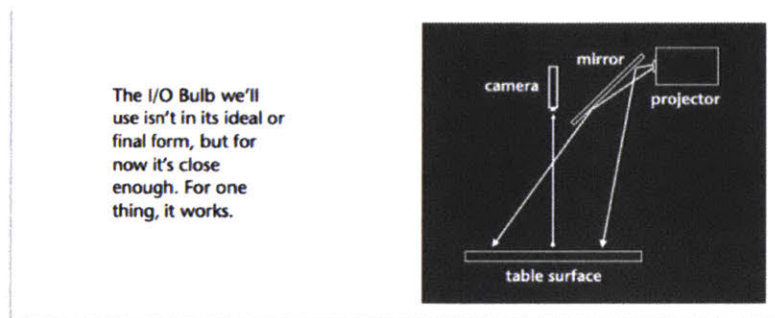 The I/O Bulb we'll
use isn't in its ideal or
final form, but for
now it's close
enough. For one
thing, it works.
mirror
camera
projector
table surface